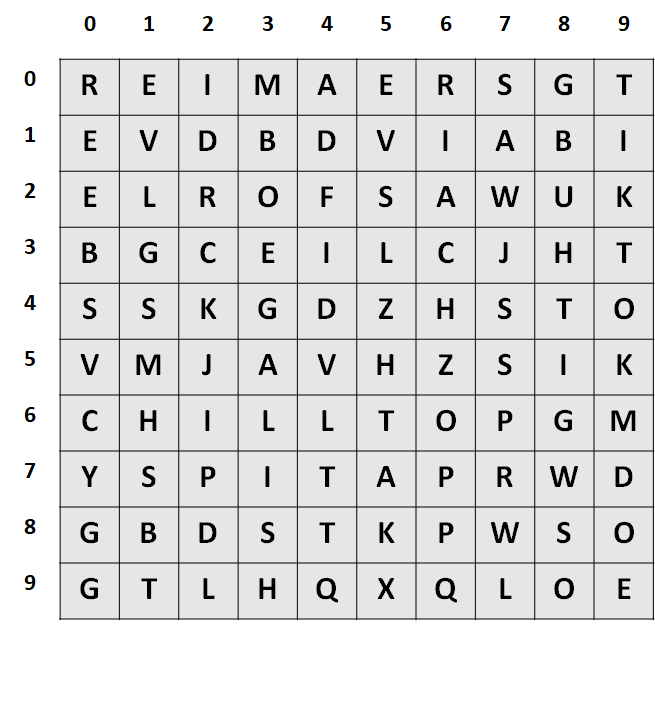 0 1 2 3 4 5 6 7 8 9
0 R E I M A E R S G T
1 E V D B D V I A B I
2 E L R O F S A W U K
3 B G C E I L C J H T
4 S S K G D Z H S T O
5 V M J A V H Z S I K
6 C H I L L T O P G M
7 Y S P I T A P R W D
8 G B D S T K P W S O
9 G T L H Q X Q L O E